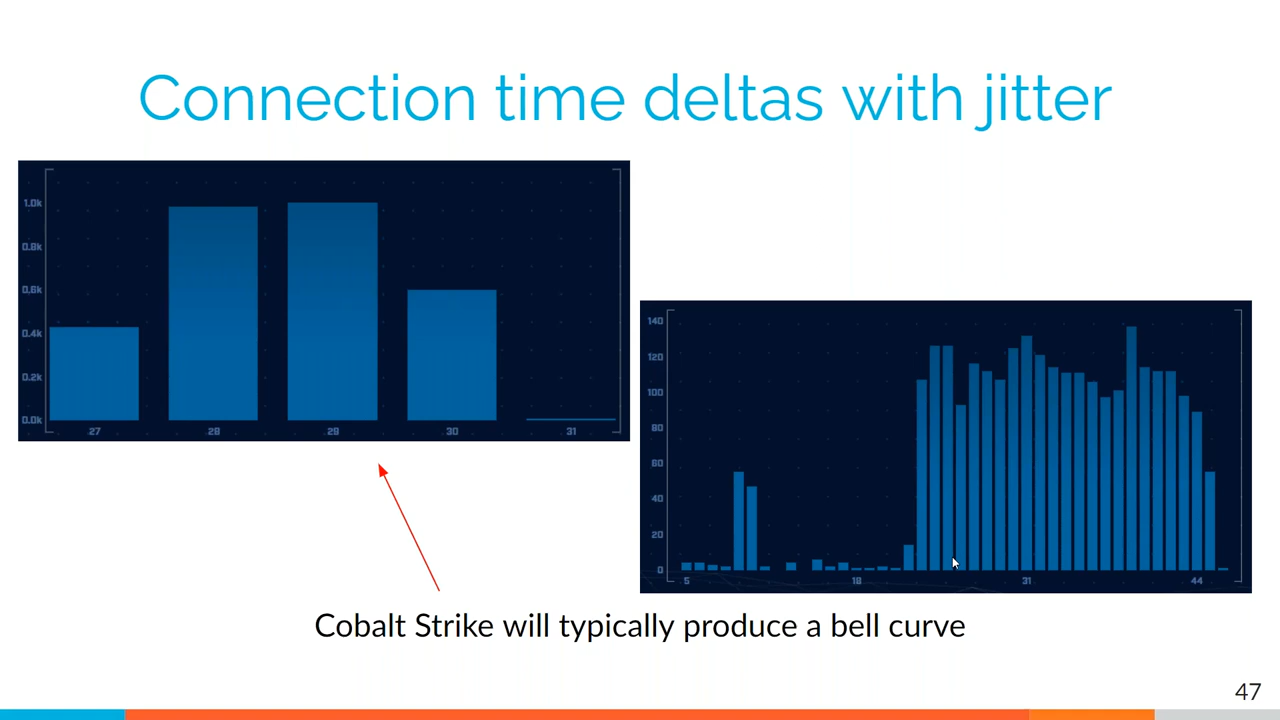 Connection time deltas with jitter
1.0k
0.8k
0.6k
0.4k
0.2k
0.0k
27 28 29 30 31
140
120
100
80
60
40
20
0
5 18 31 44
Cobalt Strike will typically produce a bell curve
47